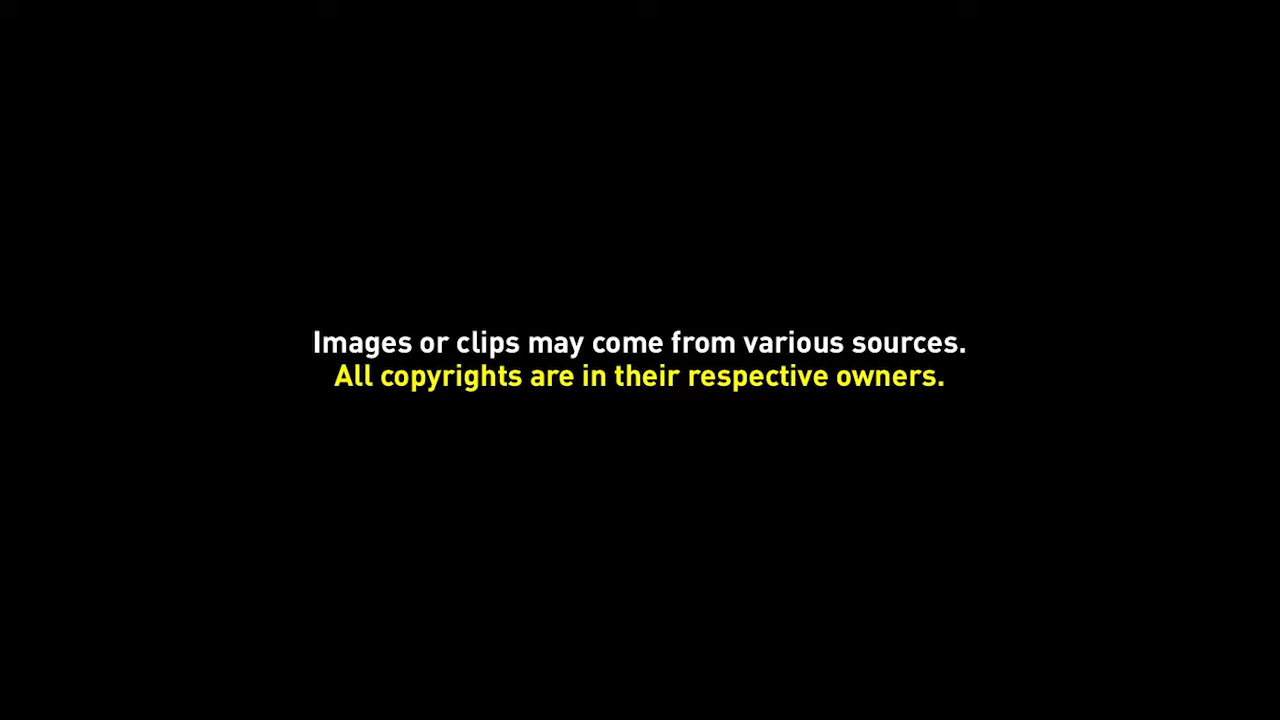 Images or clips may come from various sources.
All copyrights are in their respective owners.